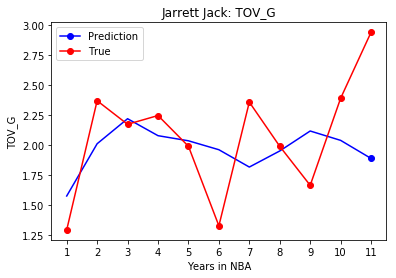 Jarrett Jack: TOV_G
Prediction
True
TOV_G
3.00
2.75
2.50
2.25
2.00
1.75
1.50
1.25
1 2 3 4 5 6 7 8 9 10 11
Years in NBA